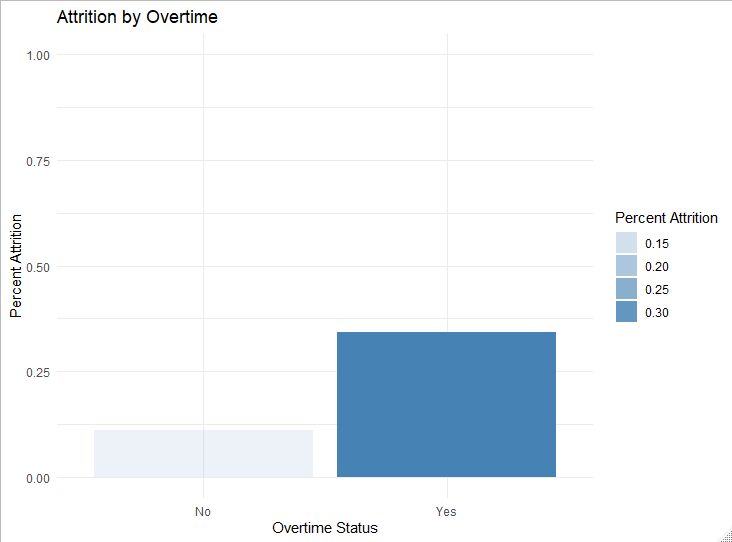 Attrition by Overtime
Percent Attrition
1.00
0.75
0.50
0.25
0.00
No
Yes
Overtime Status
Percent Attrition
0.15
0.20
0.25
0.30